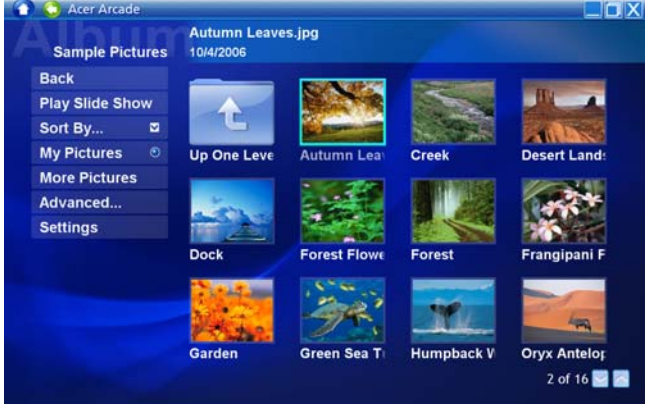 Acer Arcade
Album
Autumn Leaves.jpg
Sample Pictures
10/4/2006
Back
Play Slide Show
Sort By...
My Pictures
More Pictures
Advanced...
Settings
Up One Leve
Autumn Lea
Creek
Desert Lands
Dock
Forest Flowe
Forest
Frangipani F
Garden
Green Sea T
Humpback W
Oryx Antelop
2 of 16